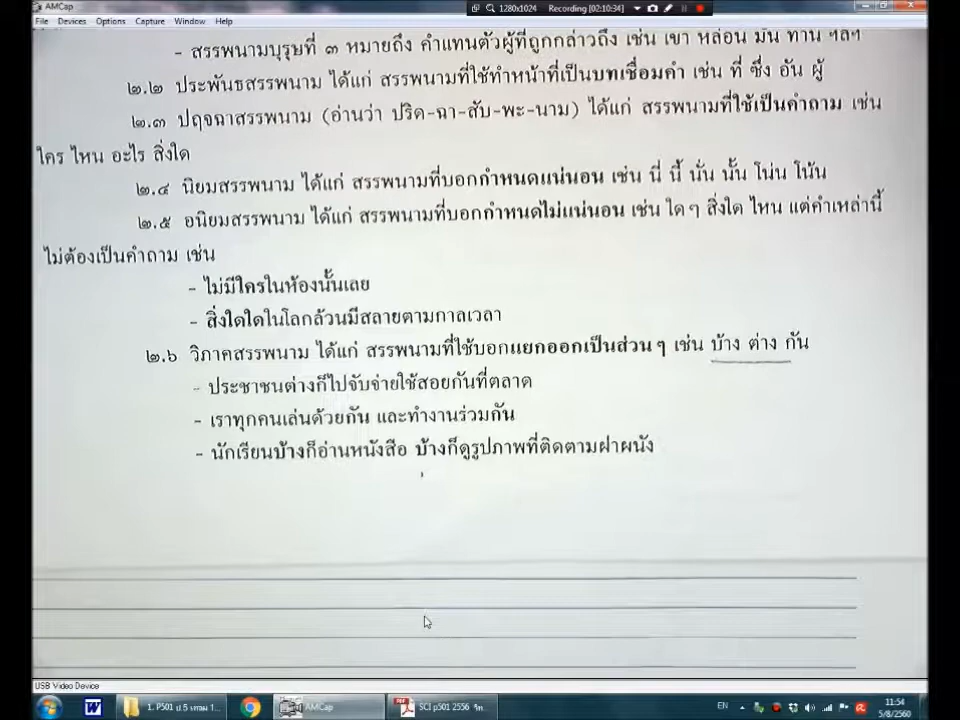 AMCap
1280x1024 Recording [02:10:34]
File Devices Options Capture Window Help
- สรรพนามบุรุษที่ ๓ หมายถึง คำแทนตัวผู้ที่ถูกกล่าวถึง เช่น เขา หล่อน มัน ท่าน ฯลฯ
๒.๒ ประพันธสรรพนาม ได้แก่ สรรพนามที่ใช้ทำหน้าที่เป็นบทเชื่อมคำ เช่น ที่ ซึ่ง อัน ผู้
๒.๓ ปฤจฉาสรรพนาม (อ่านว่า ปริด-ฉา-สับ-พะ-นาม) ได้แก่ สรรพนามที่ใช้เป็นคำถาม เช่น
ใคร ไหน อะไร สิ่งใด
๒.๔ นิยมสรรพนาม ได้แก่ สรรพนามที่บอกกำหนดแน่นอน เช่น นี่ นี้ นั่น นั้น โน่น โน้น
๒.๕ อนิยมสรรพนาม ได้แก่ สรรพนามที่บอกกำหนดไม่แน่นอน เช่น ใดๆ สิ่งใด ไหน แต่คำเหล่านี้
ไม่ต้องเป็นคำถาม เช่น
- ไม่มีใครในห้องนั้นเลย
- สิ่งใดใดในโลกล้วนมีสลายตามกาลเวลา
๒.๖ วิภาคสรรพนาม ได้แก่ สรรพนามที่ใช้บอกแยกออกเป็นส่วนๆ เช่น บ้าง ต่าง กัน
- ประชาชนต่างก็ไปจับจ่ายใช้สอยกันที่ตลาด
- เราทุกคนเล่นด้วยกัน และทำงานร่วมกัน
- นักเรียนบ้างก็อ่านหนังสือ บ้างก็ดูรูปภาพที่ติดตามฝาผนัง
USB Video Device
1. P501 ป.5 เทอม 1... AMCap SCI p501 2556 วิท... EN 11:54
5/8/2560